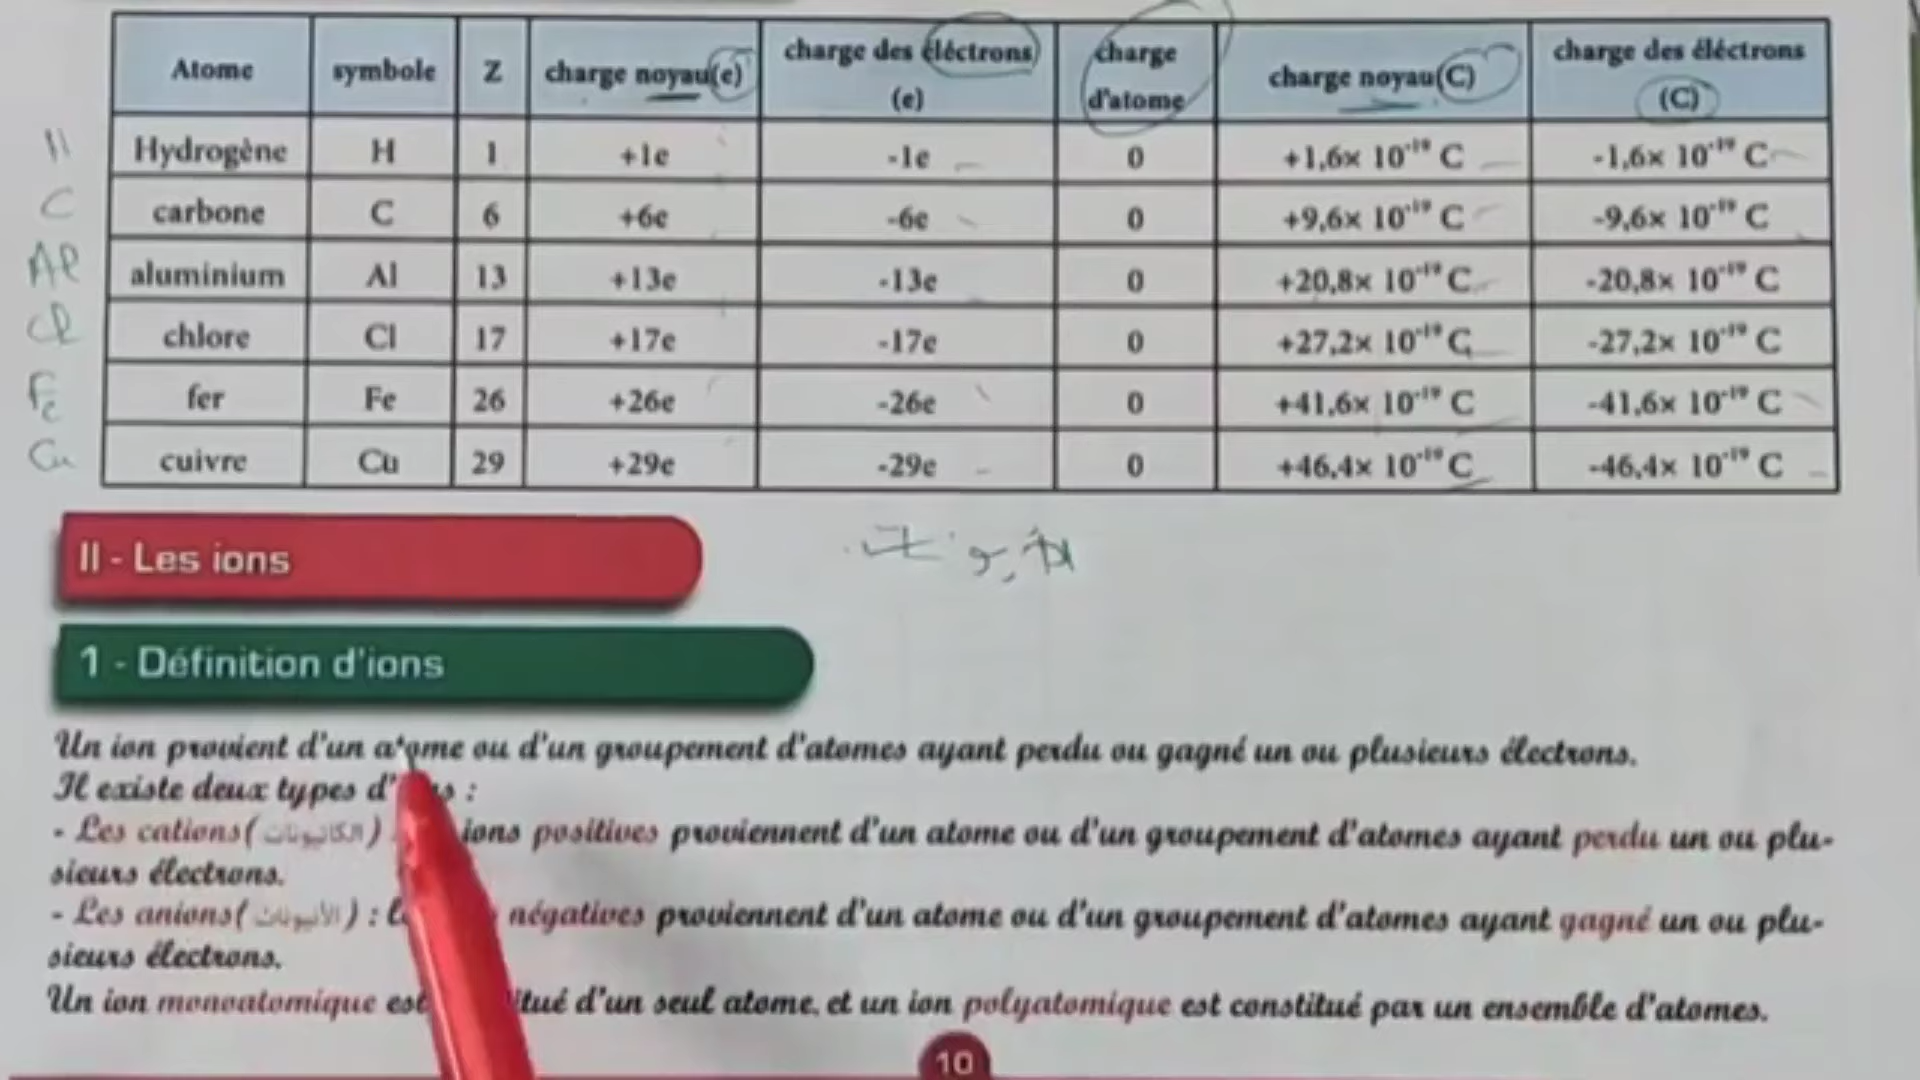 Atome symbole Z charge noyau(e) charge des éléctrons (e) charge d'atome charge noyau(C) charge des éléctrons (C)
H Hydrogène H 1 +1e -1e 0 +1,6× 10⁻¹⁹ C -1,6× 10⁻¹⁹ C
C carbone C 6 +6e -6e 0 +9,6× 10⁻¹⁹ C -9,6× 10⁻¹⁹ C
Al aluminium Al 13 +13e -13e 0 +20,8× 10⁻¹⁹ C -20,8× 10⁻¹⁹ C
Cl chlore Cl 17 +17e -17e 0 +27,2× 10⁻¹⁹ C -27,2× 10⁻¹⁹ C
Fe fer Fe 26 +26e -26e 0 +41,6× 10⁻¹⁹ C -41,6× 10⁻¹⁹ C
Cu cuivre Cu 29 +29e -29e 0 +46,4× 10⁻¹⁹ C -46,4× 10⁻¹⁹ C
II - Les ions
1 - Définition d'ions
Un ion provient d'un atome ou d'un groupement d'atomes ayant perdu ou gagné un ou plusieurs électrons.
Il existe deux types d' :
- Les cations( الكاتيونات ) ions positives proviennent d'un atome ou d'un groupement d'atomes ayant perdu un ou plu-
sieurs électrons.
- Les anions( الأنيونات ) : négatives proviennent d'un atome ou d'un groupement d'atomes ayant gagné un ou plu-
sieurs électrons.
Un ion monoatomique est d'un seul atome, et un ion polyatomique est constitué par un ensemble d'atomes.
10